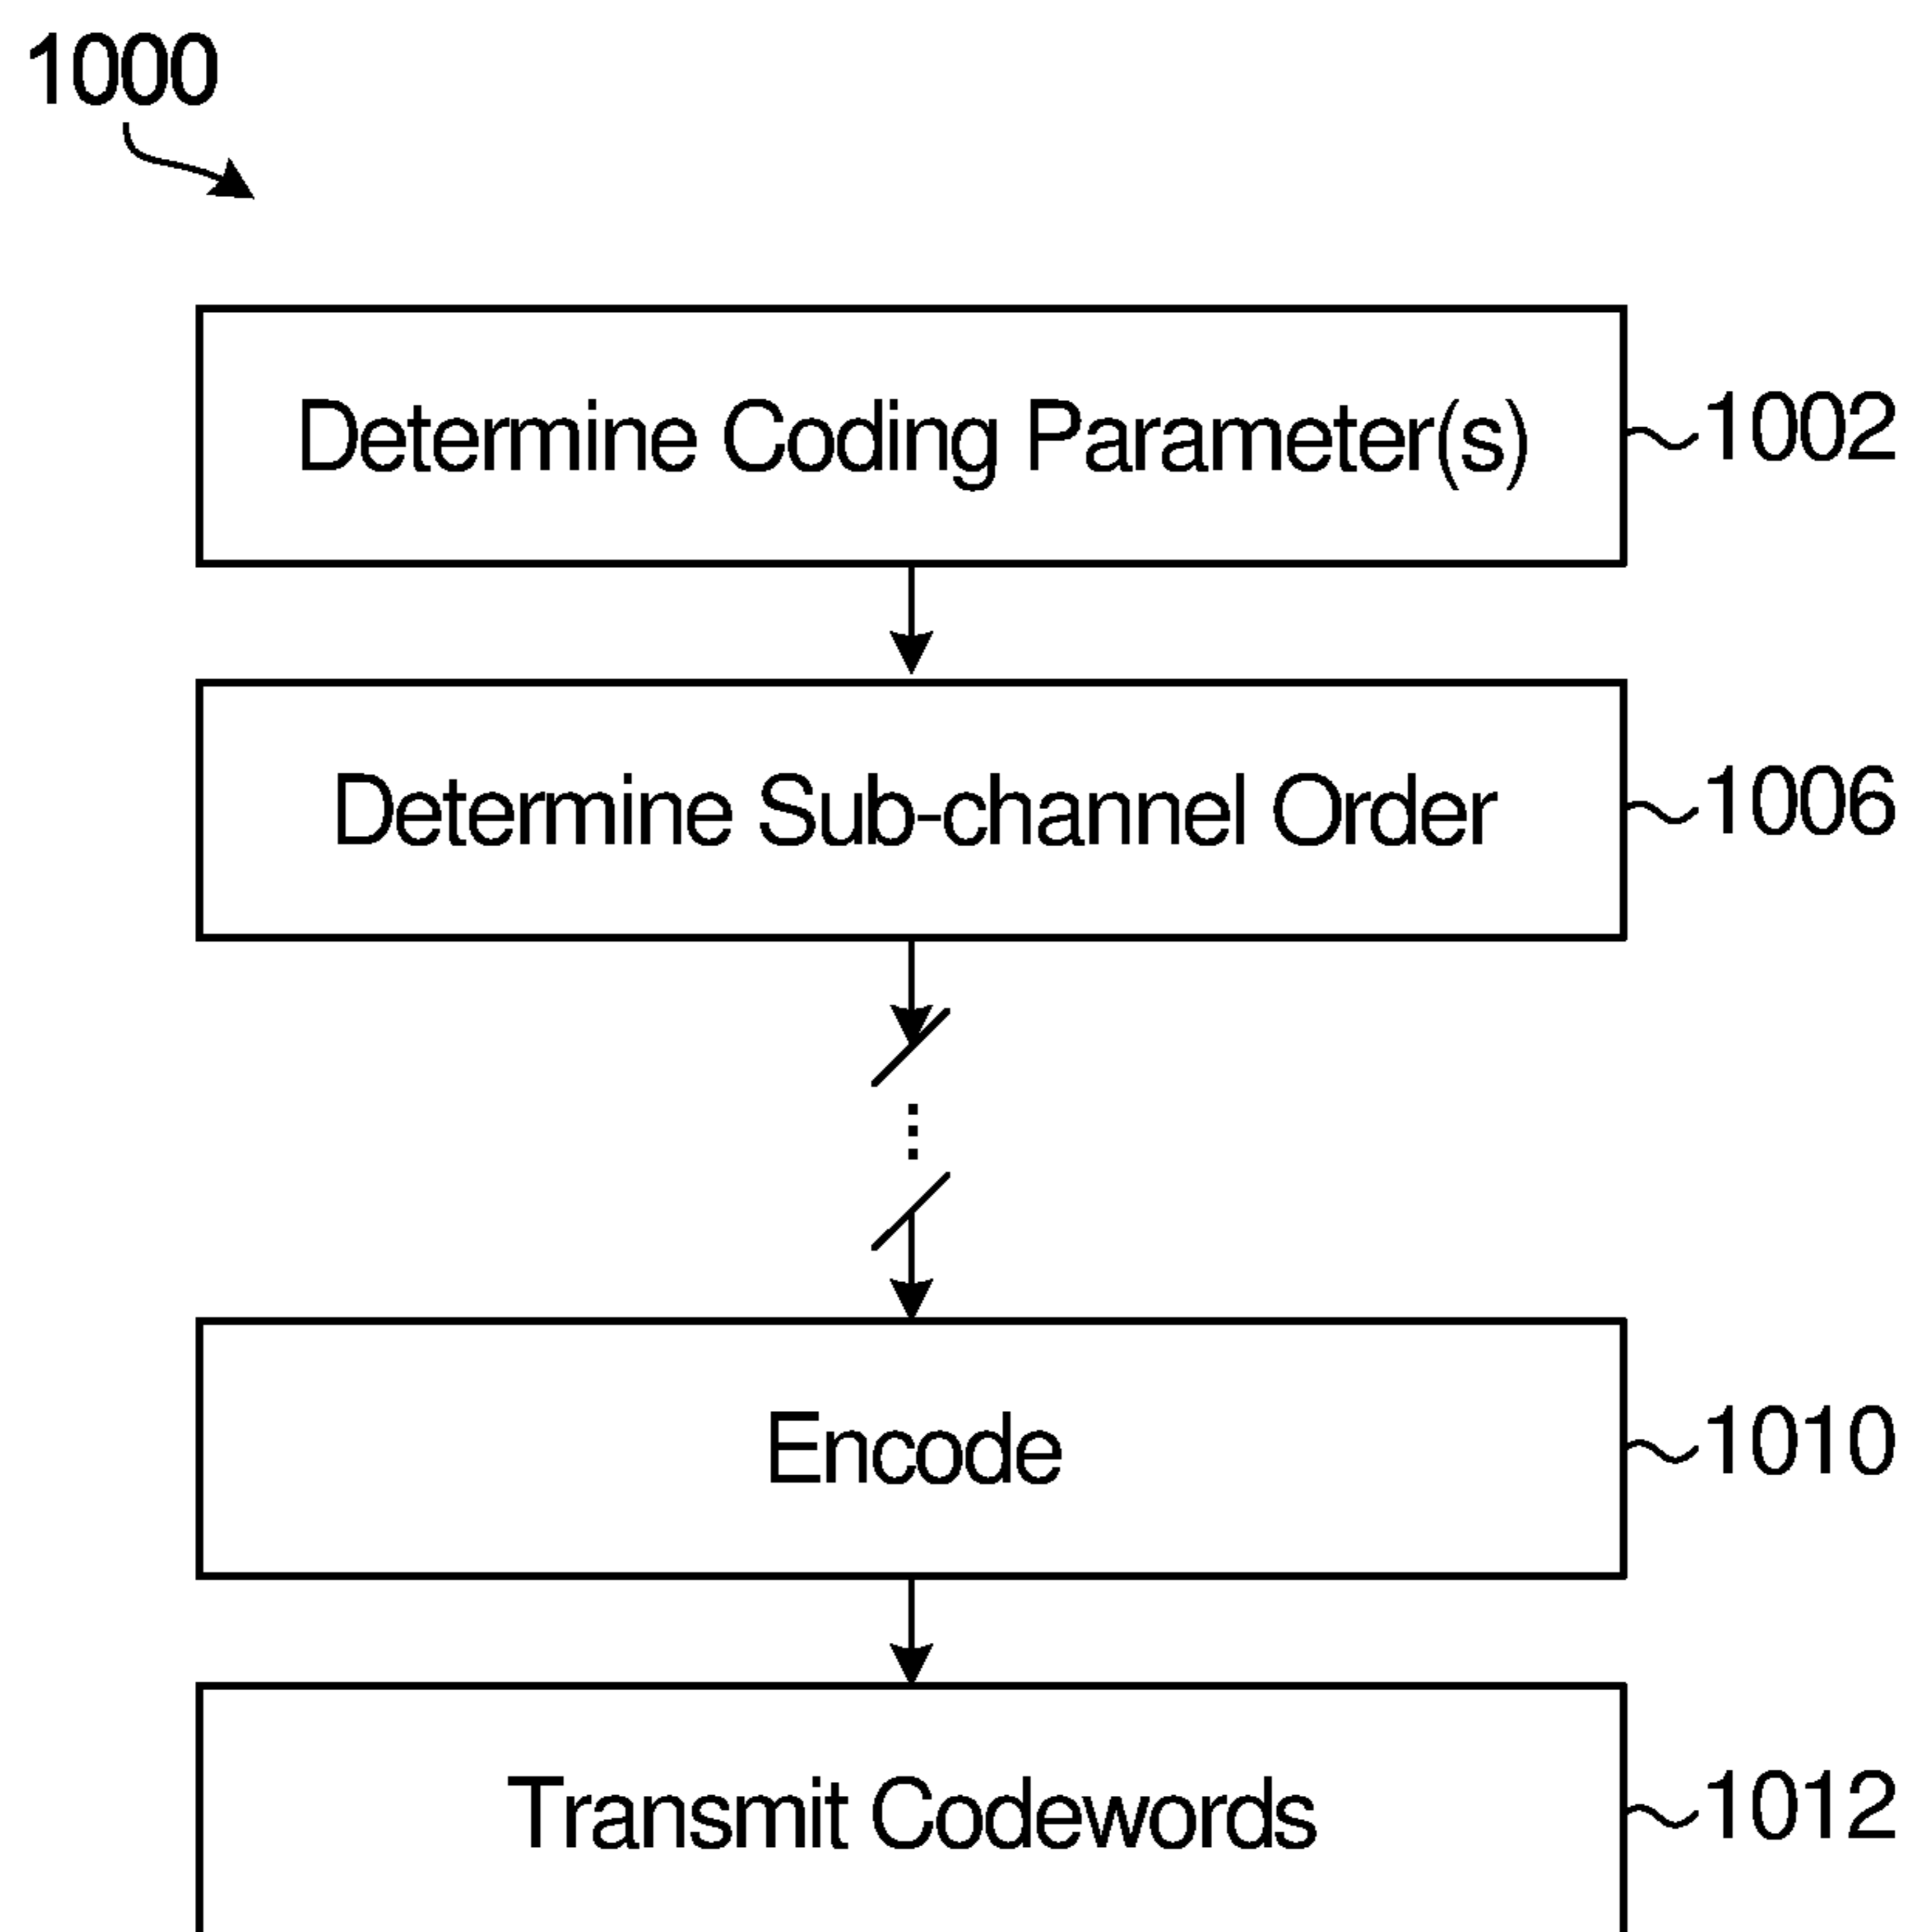 1000
Determine Coding Parameter(s) 1002
Determine Sub-channel Order 1006
Encode 1010
Transmit Codewords 1012